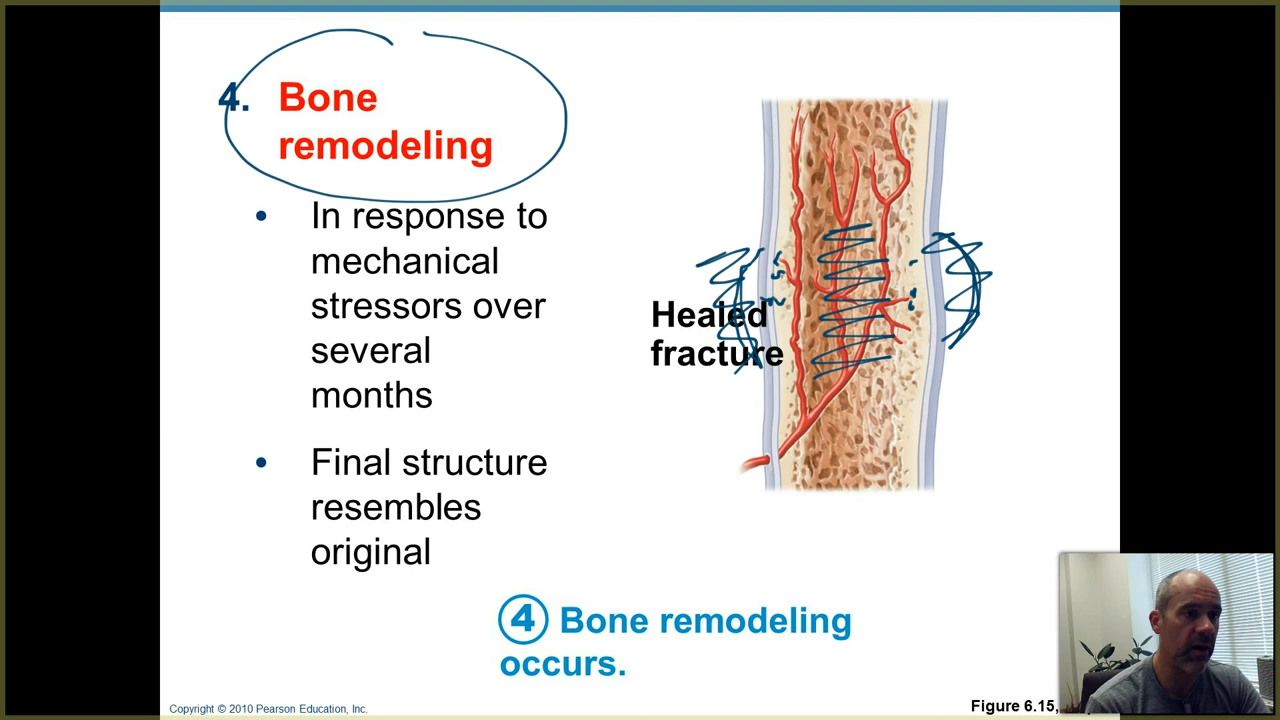 4. Bone
remodeling
• In response to
mechanical
stressors over
several
months
• Final structure
resembles
original
Healed
fracture
4 Bone remodeling
occurs.
Copyright © 2010 Pearson Education, Inc.
Figure 6.15,